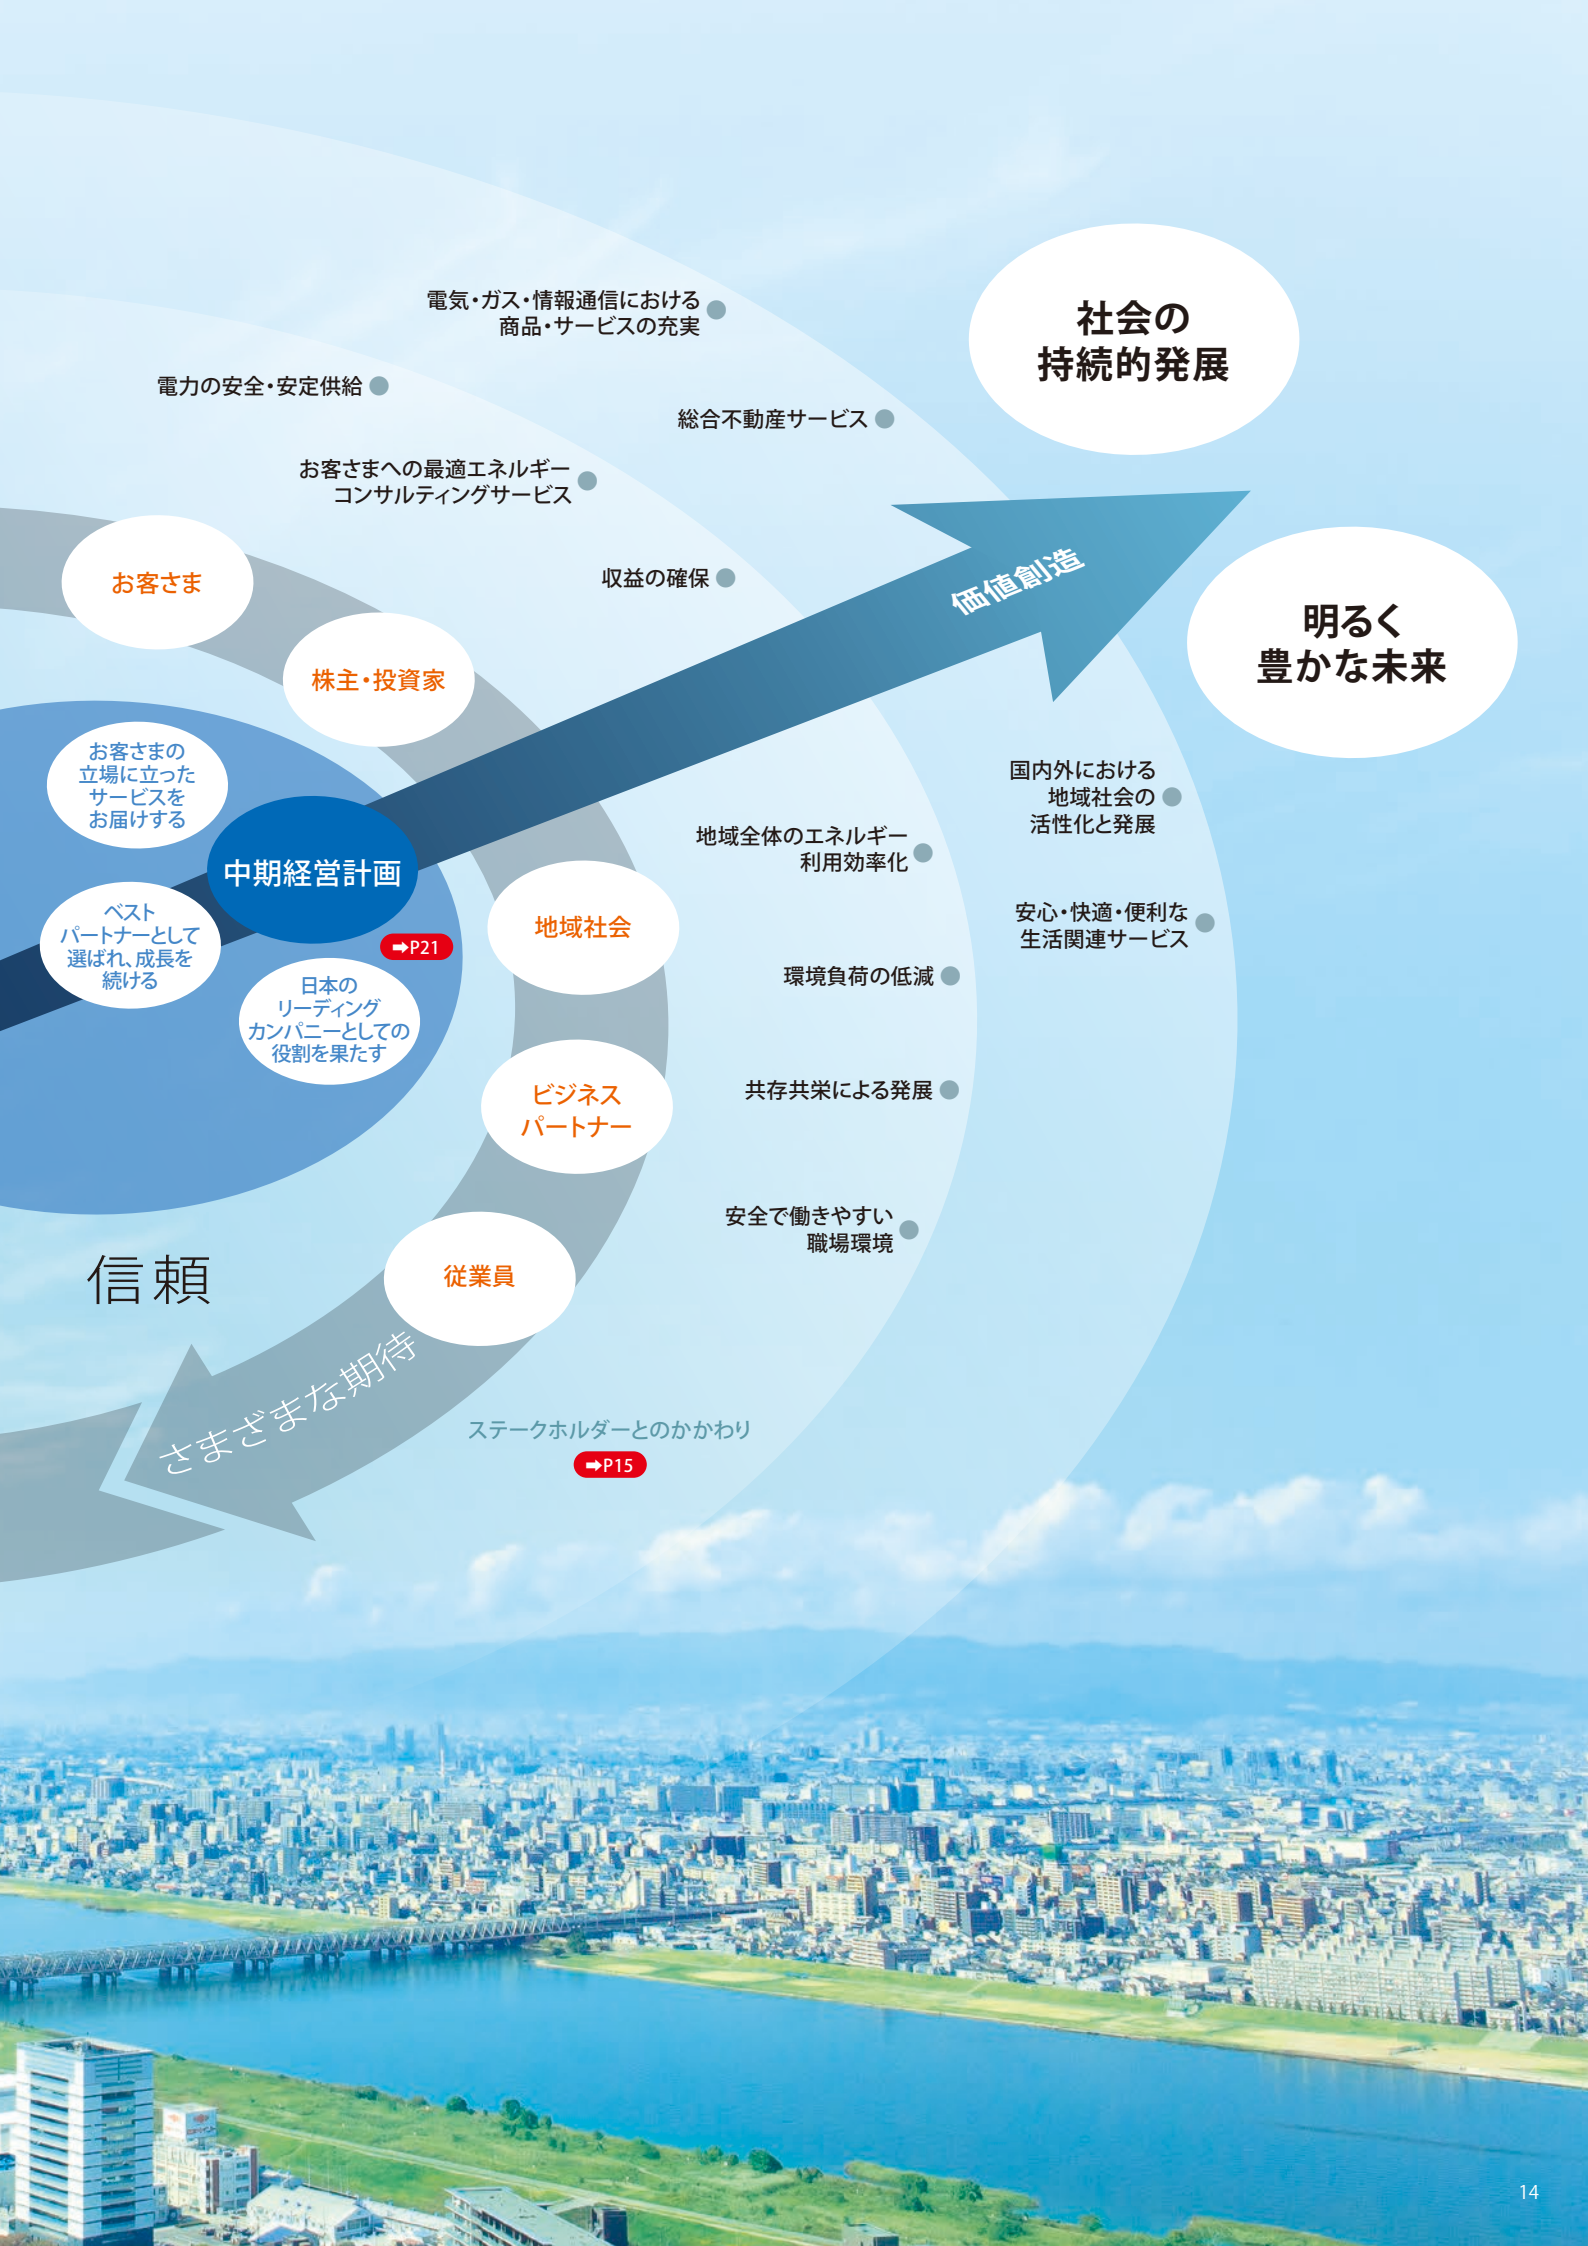 電気・ガス・情報通信における
商品・サービスの充実
電力の安全・安定供給
総合不動産サービス
お客さまへの最適エネルギー
コンサルティングサービス
収益の確保
社会の
持続的発展
価値創造
明るく
豊かな未来
お客さま
株主・投資家
お客さまの
立場に立った
サービスを
お届けする
中期経営計画
➡P21
ベスト
パートナーとして
選ばれ、成長を
続ける
日本の
リーディング
カンパニーとしての
役割を果たす
地域社会
ビジネス
パートナー
従業員
国内外における
地域社会の
活性化と発展
地域全体のエネルギー
利用効率化
安心・快適・便利な
生活関連サービス
環境負荷の低減
共存共栄による発展
安全で働きやすい
職場環境
信頼
さまざまな期待
ステークホルダーとのかかわり
➡P15
14